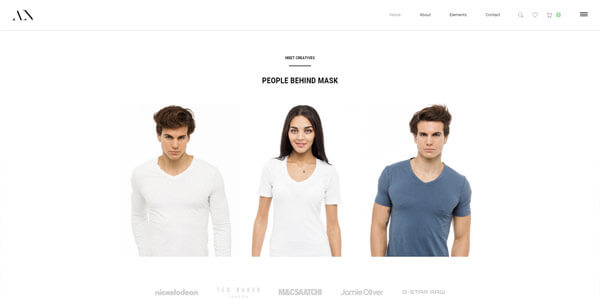 AN
Home About Elements Contact 0
MEET CREATIVES
PEOPLE BEHIND MASK
nickelodeon TED BAKER M&CSAATCHI Jamie Oliver G-STAR RAW
LONDON